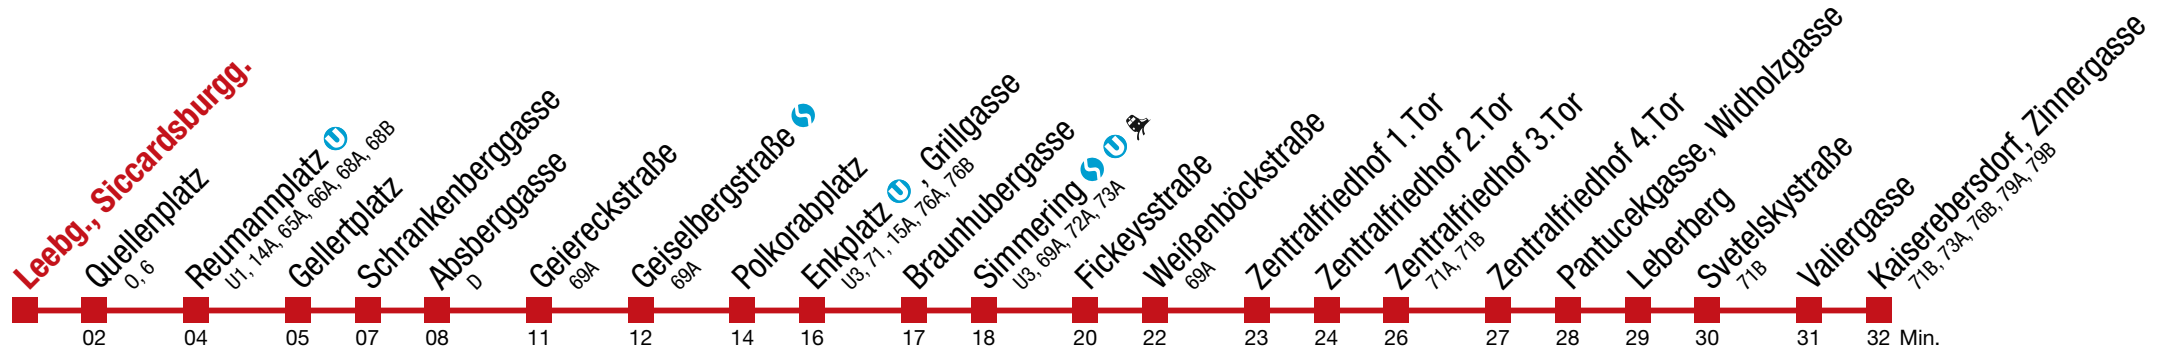 Leebg., Siccardsburgg.
Quellenplatz
O, 6
Reumannplatz U
U1, 14A, 65A, 66A, 68A, 68B
Gellertplatz
Schrankenberggasse
Absberggasse
D
Geiereckstraße
69A
Geiselbergstraße S
69A
Polkorabplatz
Enkplatz U , Grillgasse
U3, 71, 15A, 76A, 76B
Braunhubergasse
Simmering S U
U3, 69A, 72A, 73A
Fickeysstraße
Weißenböckstraße
69A
Zentralfriedhof 1.Tor
Zentralfriedhof 2.Tor
Zentralfriedhof 3.Tor
71A, 71B
Zentralfriedhof 4.Tor
Pantucekgasse, Widholzgasse
Leberberg
Svetelskystraße
71B
Valiergasse
Kaiserebersdorf, Zinnergasse
71B, 73A, 76B, 79A, 79B
02 04 05 07 08 11 12 14 16 17 18 20 22 23 24 26 27 28 29 30 31 32 Min.